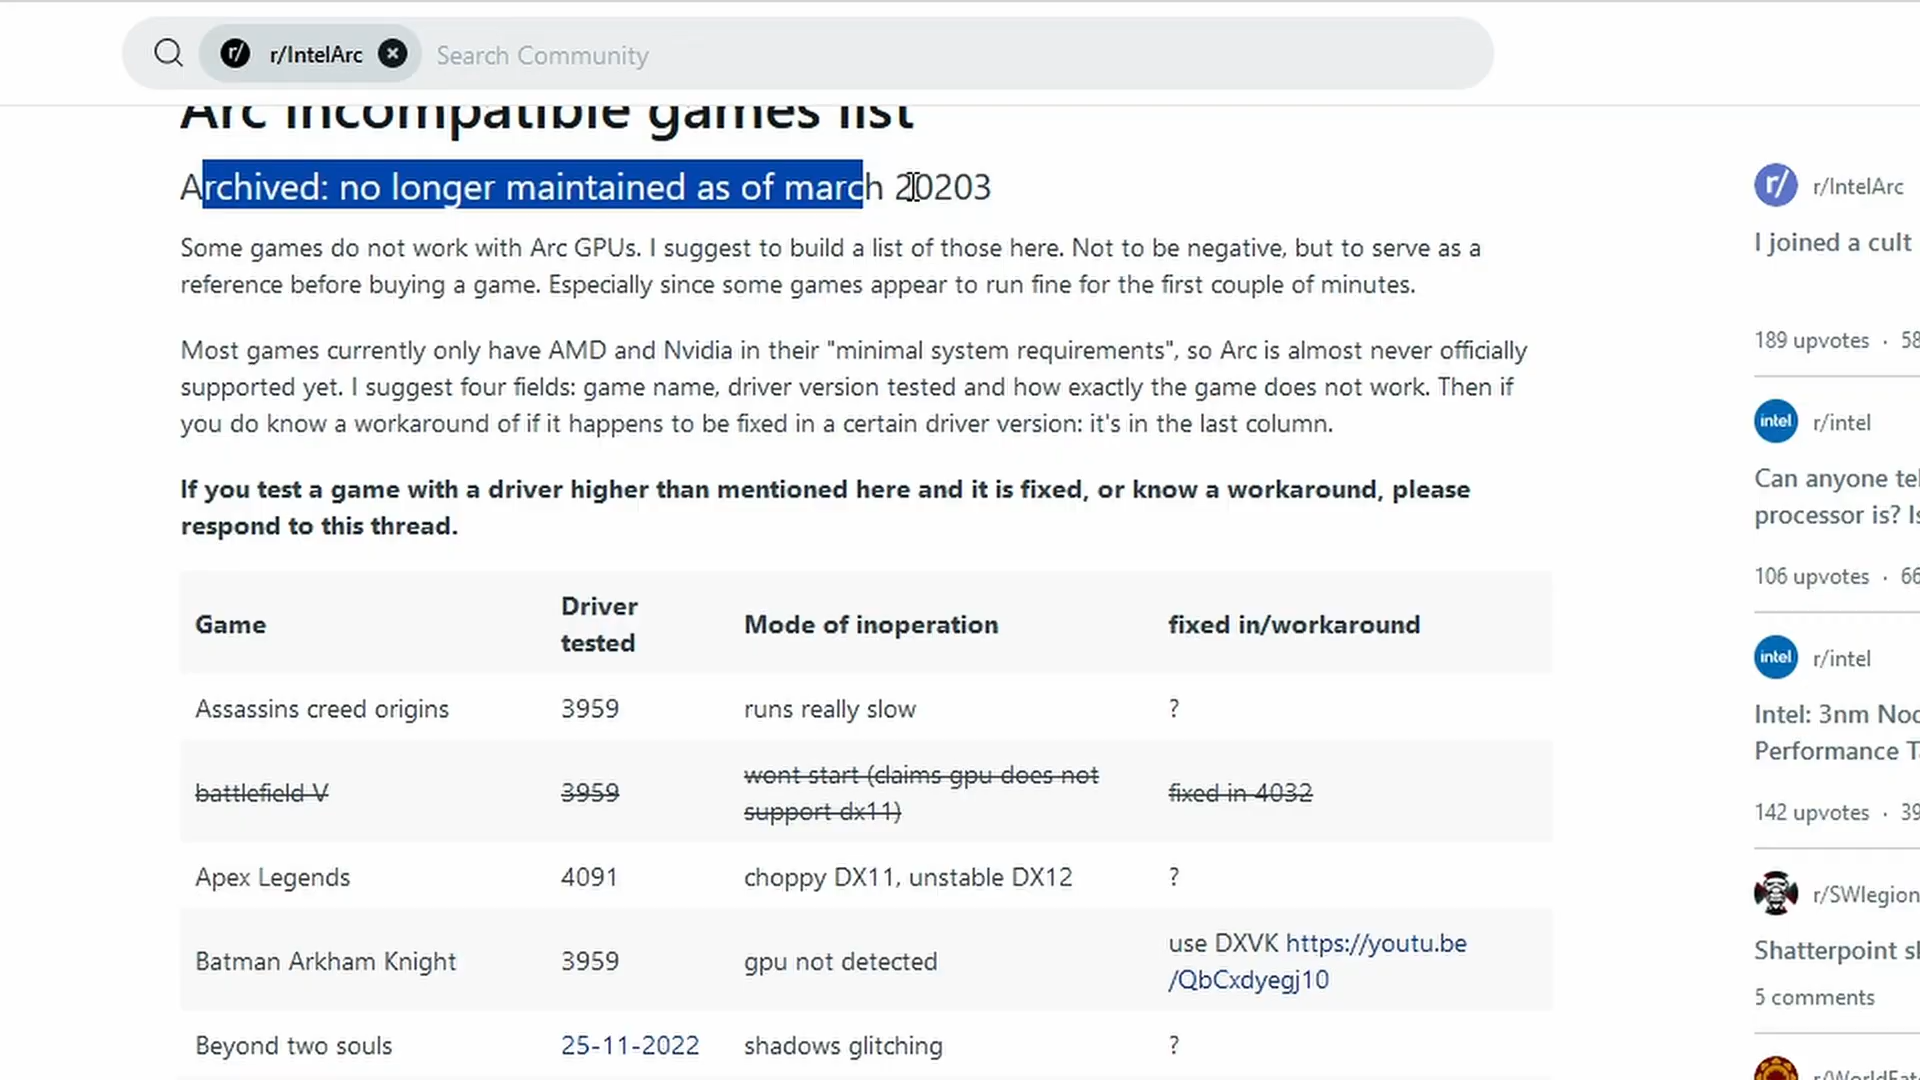 r/ r/IntelArc Search Community
Arc incompatible games list
Archived: no longer maintained as of march 20203
Some games do not work with Arc GPUs. I suggest to build a list of those here. Not to be negative, but to serve as a
reference before buying a game. Especially since some games appear to run fine for the first couple of minutes.
Most games currently only have AMD and Nvidia in their "minimal system requirements", so Arc is almost never officially
supported yet. I suggest four fields: game name, driver version tested and how exactly the game does not work. Then if
you do know a workaround of if it happens to be fixed in a certain driver version: it's in the last column.
If you test a game with a driver higher than mentioned here and it is fixed, or know a workaround, please
respond to this thread.
Game
Driver
tested
Mode of inoperation
fixed in/workaround
Assassins creed origins
3959
runs really slow
?
battlefield V
3959
wont start (claims gpu does not
support dx11)
fixed in 4032
Apex Legends
4091
choppy DX11, unstable DX12
?
Batman Arkham Knight
3959
gpu not detected
use DXVK https://youtu.be
/QbCxdyegj10
Beyond two souls
25-11-2022
shadows glitching
?
r/ r/IntelArc
I joined a cult
189 upvotes · 58
intel r/intel
Can anyone tel
processor is? Is
106 upvotes · 66
intel r/intel
Intel: 3nm Nod
Performance Ta
142 upvotes · 39
r/SWlegion
Shatterpoint sl
5 comments
r/WorldEat